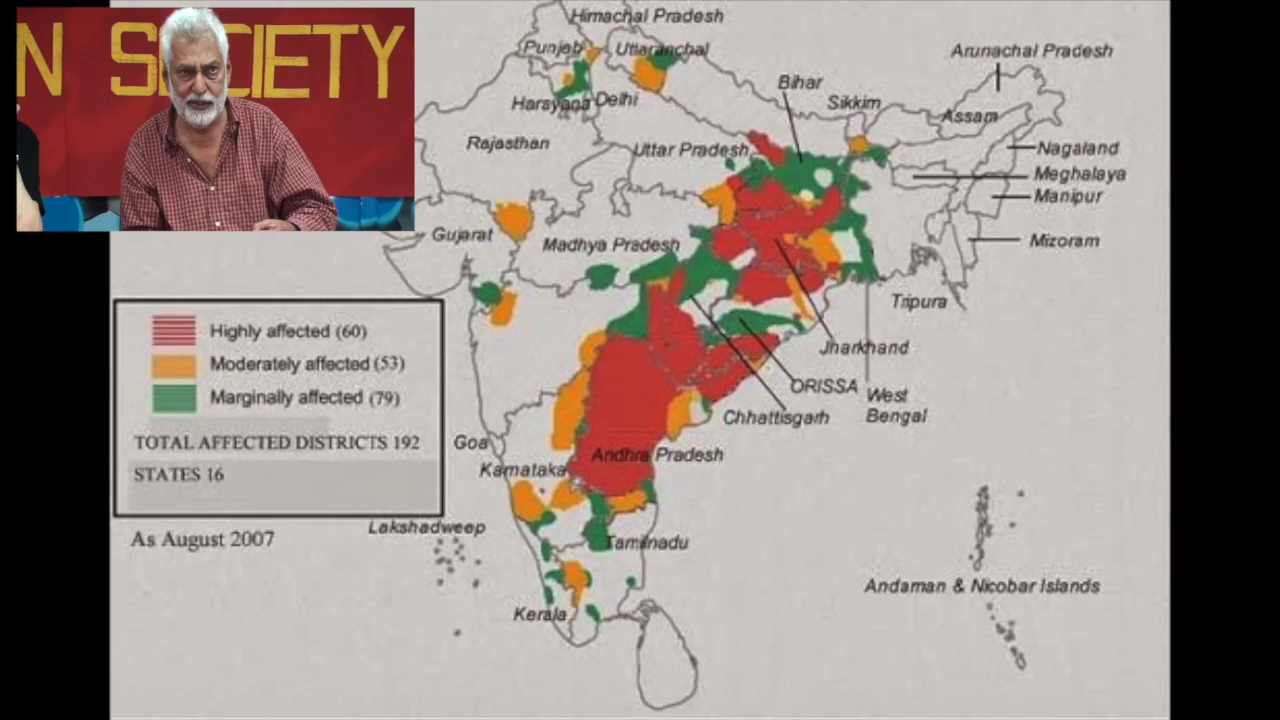 N SOCIETY
Himachal Pradesh
Punjab
Uttaranchal
Arunachal Pradesh
Bihar
Harayana
Delhi
Sikkim
Assam
Rajasthan
Uttar Pradesh
Nagaland
Meghalaya
Manipur
Gujarat
Madhya Pradesh
Mizoram
Tripura
Highly affected (60)
Moderately affected (53)
Marginally affected (79)
TOTAL AFFECTED DISTRICTS 192
STATES 16
As August 2007
Jharkhand
ORISSA
West
Bengal
Chhattisgarh
Goa
Andhra Pradesh
Karnataka
Lakshadweep
Tamilnadu
Andaman & Nicobar Islands
Kerala